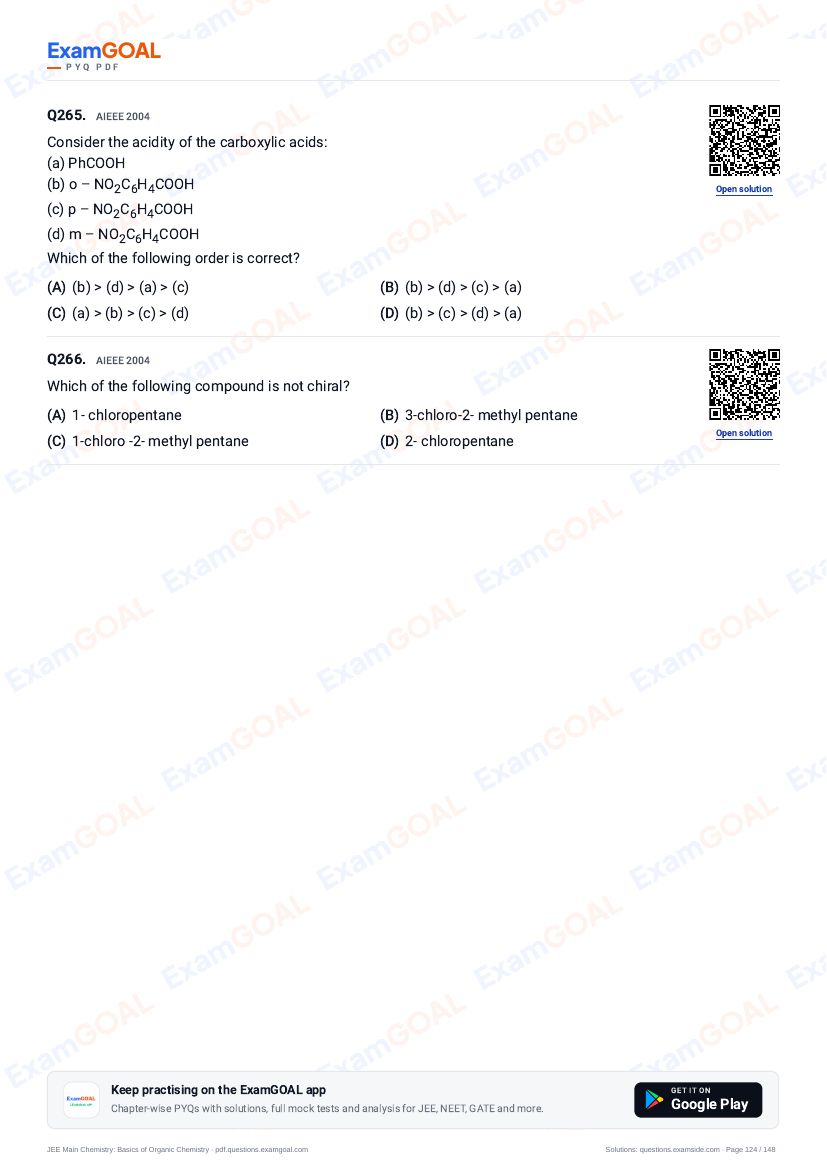 ExamGOAL
PYQ PDF
Q265. AIEEE 2004
Consider the acidity of the carboxylic acids:
(a) PhCOOH
(b) o − NO2C6H4COOH
(c) p − NO2C6H4COOH
(d) m − NO2C6H4COOH
Which of the following order is correct?
(A) (b) > (d) > (a) > (c)
(B) (b) > (d) > (c) > (a)
(C) (a) > (b) > (c) > (d)
(D) (b) > (c) > (d) > (a)
Open solution
Q266. AIEEE 2004
Which of the following compound is not chiral?
(A) 1- chloropentane
(B) 3-chloro-2- methyl pentane
(C) 1-chloro -2- methyl pentane
(D) 2- chloropentane
Open solution
ExamGOAL
Keep practising on the ExamGOAL app
Chapter-wise PYQs with solutions, full mock tests and analysis for JEE, NEET, GATE and more.
GET IT ON
Google Play
JEE Main Chemistry: Basics of Organic Chemistry · pdf.questions.examgoal.com
Solutions: questions.examside.com · Page 124 / 148